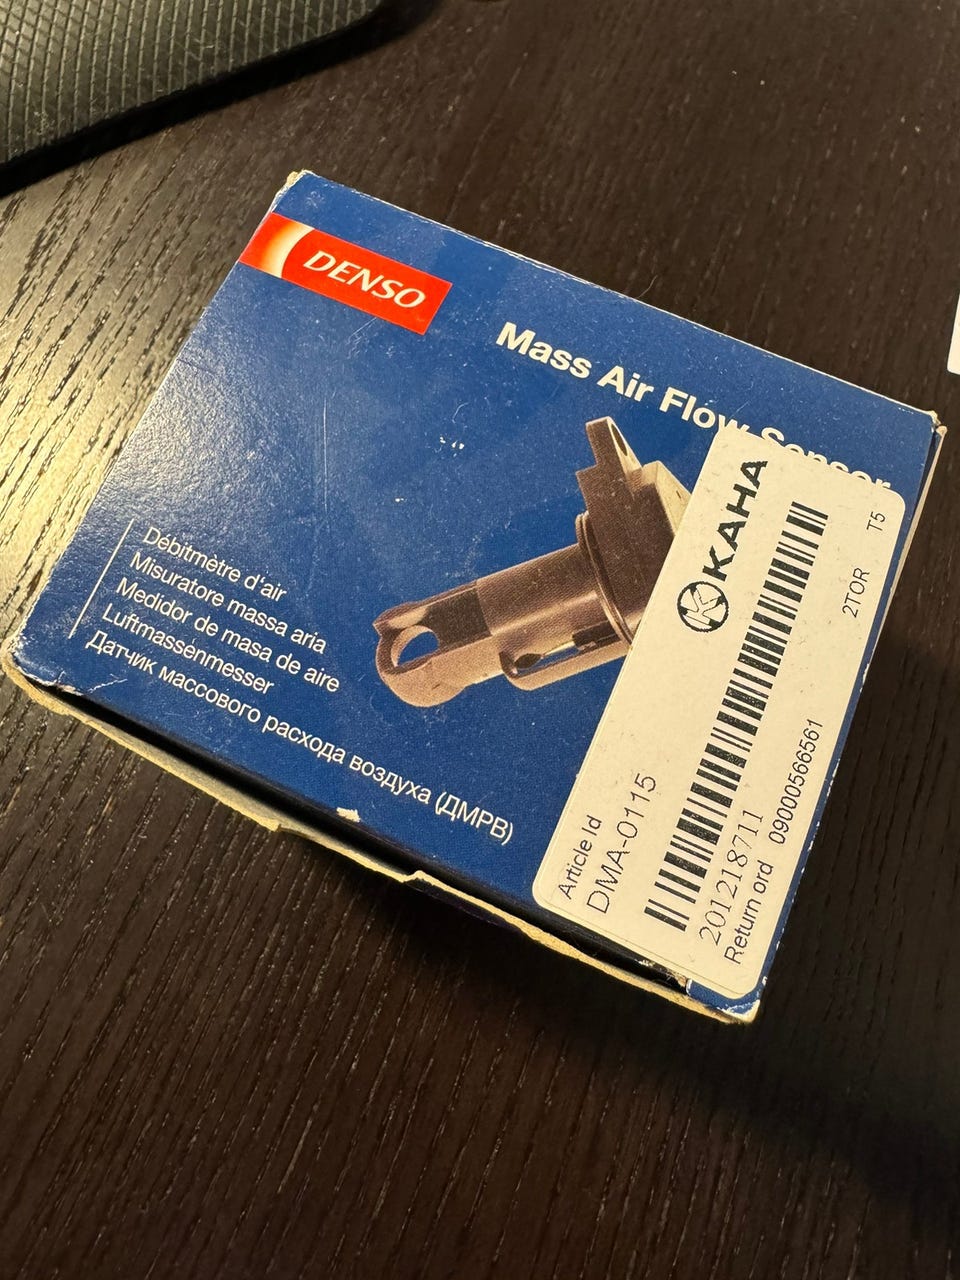 DENSO
Mass Air Flow Sensor
Débitmètre d'air
Misuratore massa aria
Medidor de masa de aire
Luftmassenmesser
Датчик массового расхода воздуха (ДМРВ)
KAHA
Article Id
DMA-0115
201218711
Return ord 09000566561
2TOR T5